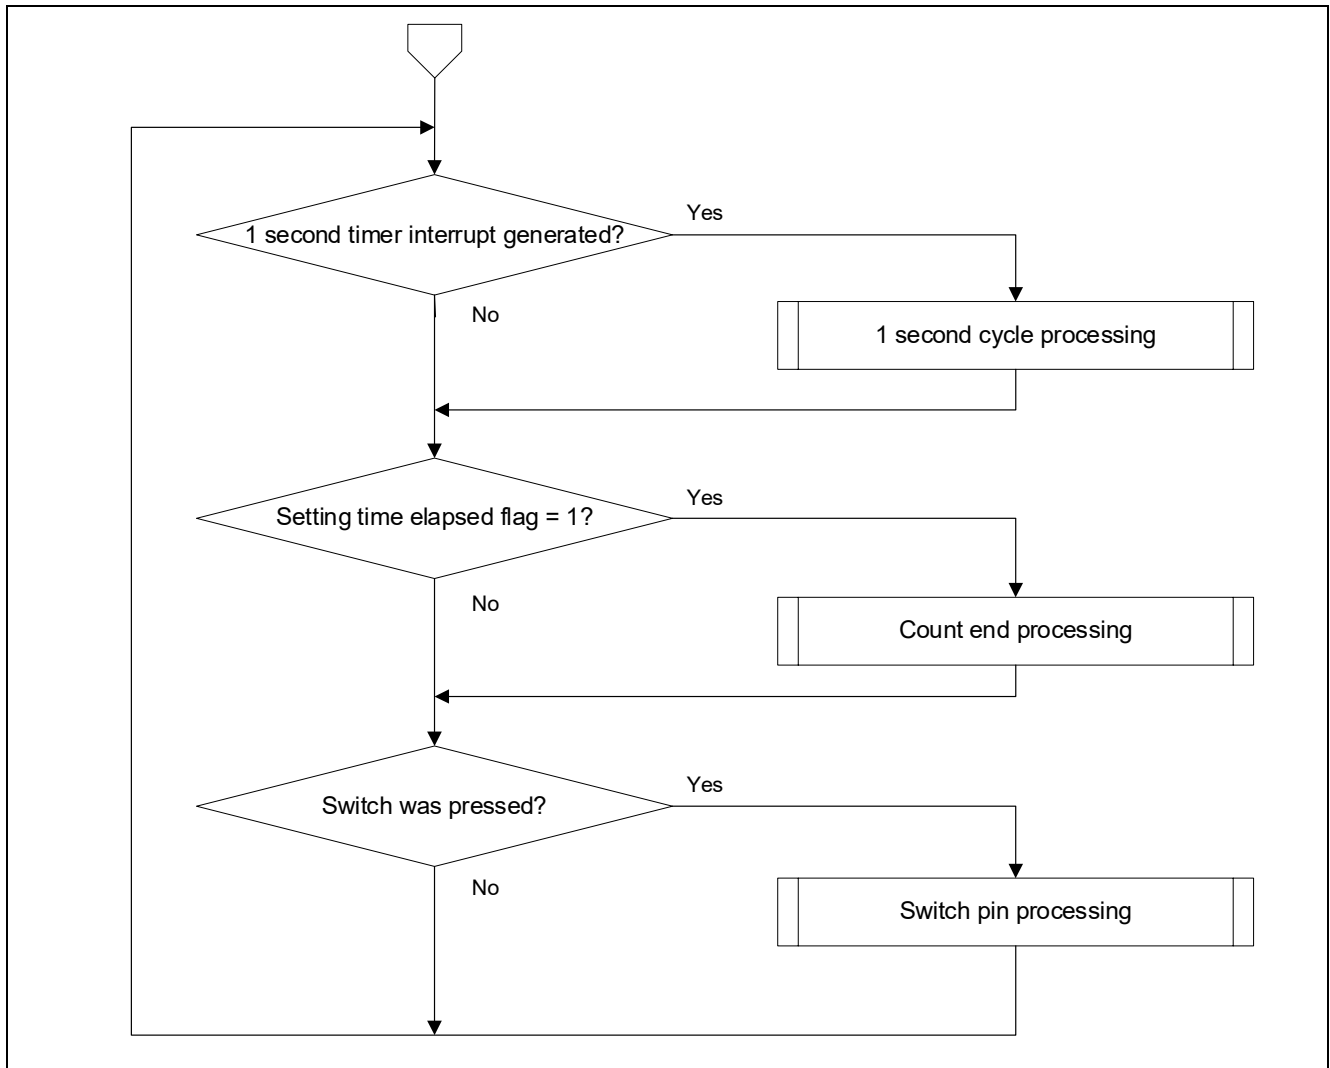 1 second timer interrupt generated?
Yes
No
1 second cycle processing
Setting time elapsed flag = 1?
Yes
No
Count end processing
Switch was pressed?
Yes
No
Switch pin processing